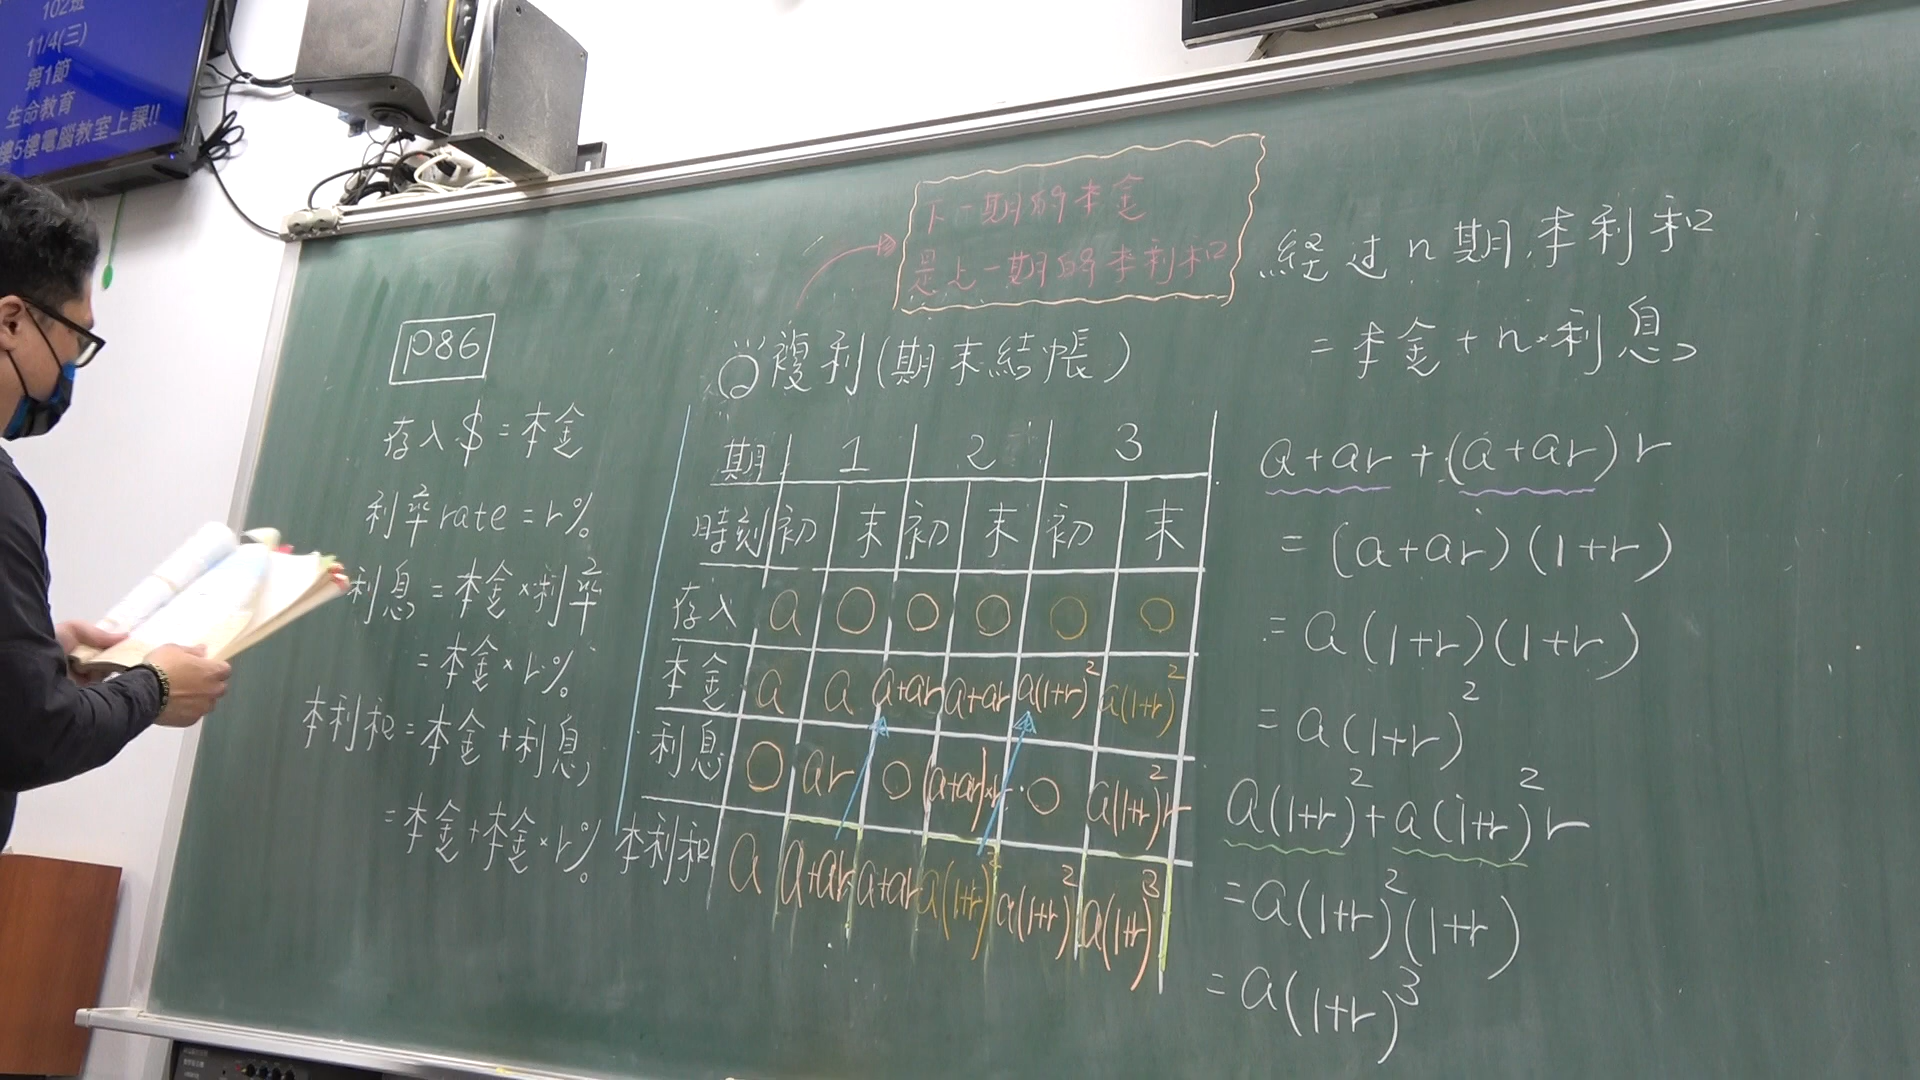 102班
11/4(三)
第1節
生命教育
樓5樓電腦教室上課!!
下一期的本金
是上一期的本利和
P86
存入$=本金
利率rate=r%
利息=本金×利率
=本金×r%
本利和=本金+利息
=本金+本金×r%
②複利(期末結帳)
期 1 2 3
時刻 初 末 初 末 初 末
存入 a 0 0 0 0 0
本金 a a a+ar a+ar a(1+r)² a(1+r)²
利息 0 ar 0 (a+ar)×r 0 a(1+r)²r
本利和 a a+ar a+ar a(1+r)² a(1+r)² a(1+r)³
經过n期,本利和
=本金+n×利息
a+ar+(a+ar)r
=(a+ar)(1+r)
=a(1+r)(1+r)
=a(1+r)²
a(1+r)²+a(1+r)²r
=a(1+r)²(1+r)
=a(1+r)³